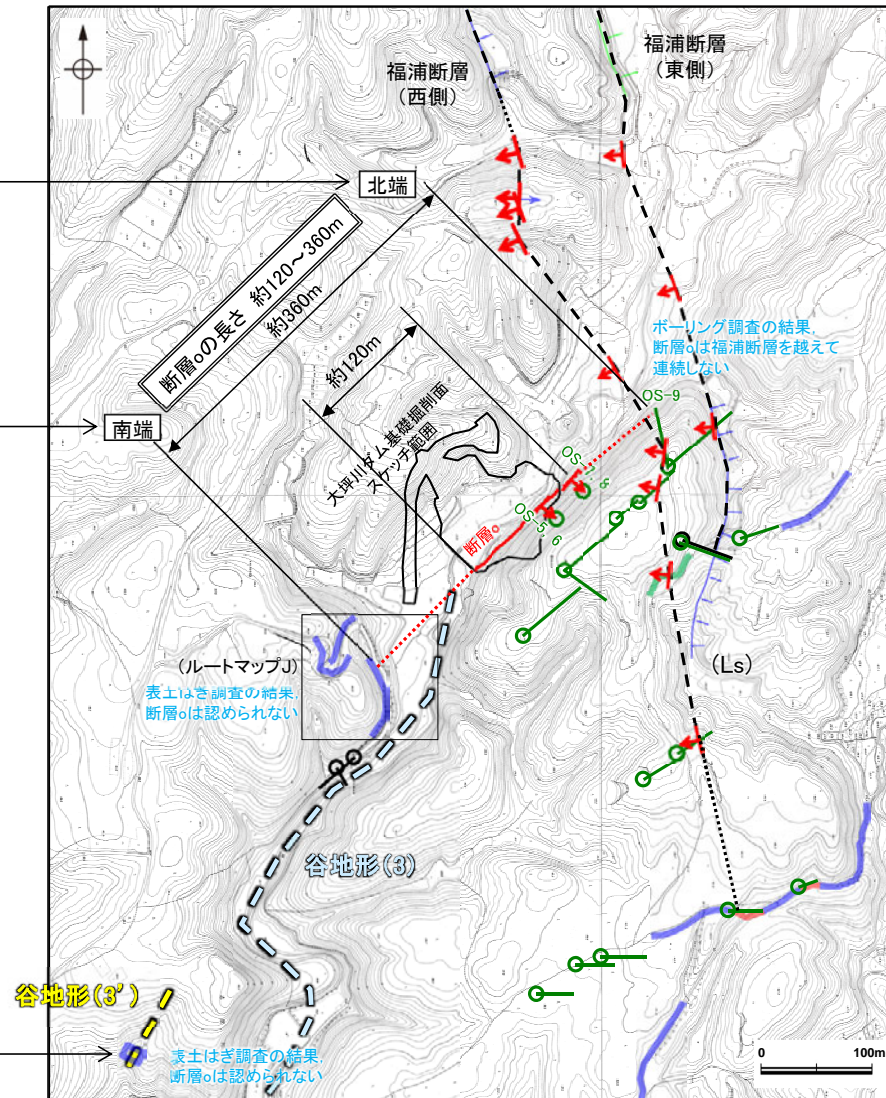 福浦断層
（西側）
福浦断層
（東側）
北端
断層oの長さ 約120～360m
約360m
約120m
ボーリング調査の結果,
断層oは福浦断層を越えて
連続しない
OS-9
南端
大坪川ダム基礎掘削面
スケッチ範囲
OS-7, 8
OS-5, 6
断層o
(ルートマップJ)
表土はぎ調査の結果,
断層oは認められない
(Ls)
谷地形(3)
谷地形(3')
表土はぎ調査の結果,
断層oは認められない
0 100m